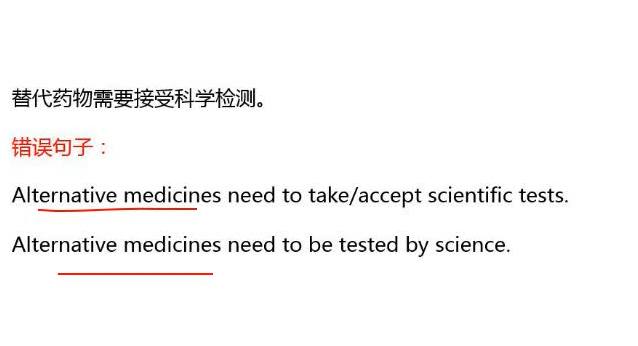 替代药物需要接受科学检测。
错误句子：
Alternative medicines need to take/accept scientific tests.
Alternative medicines need to be tested by science.